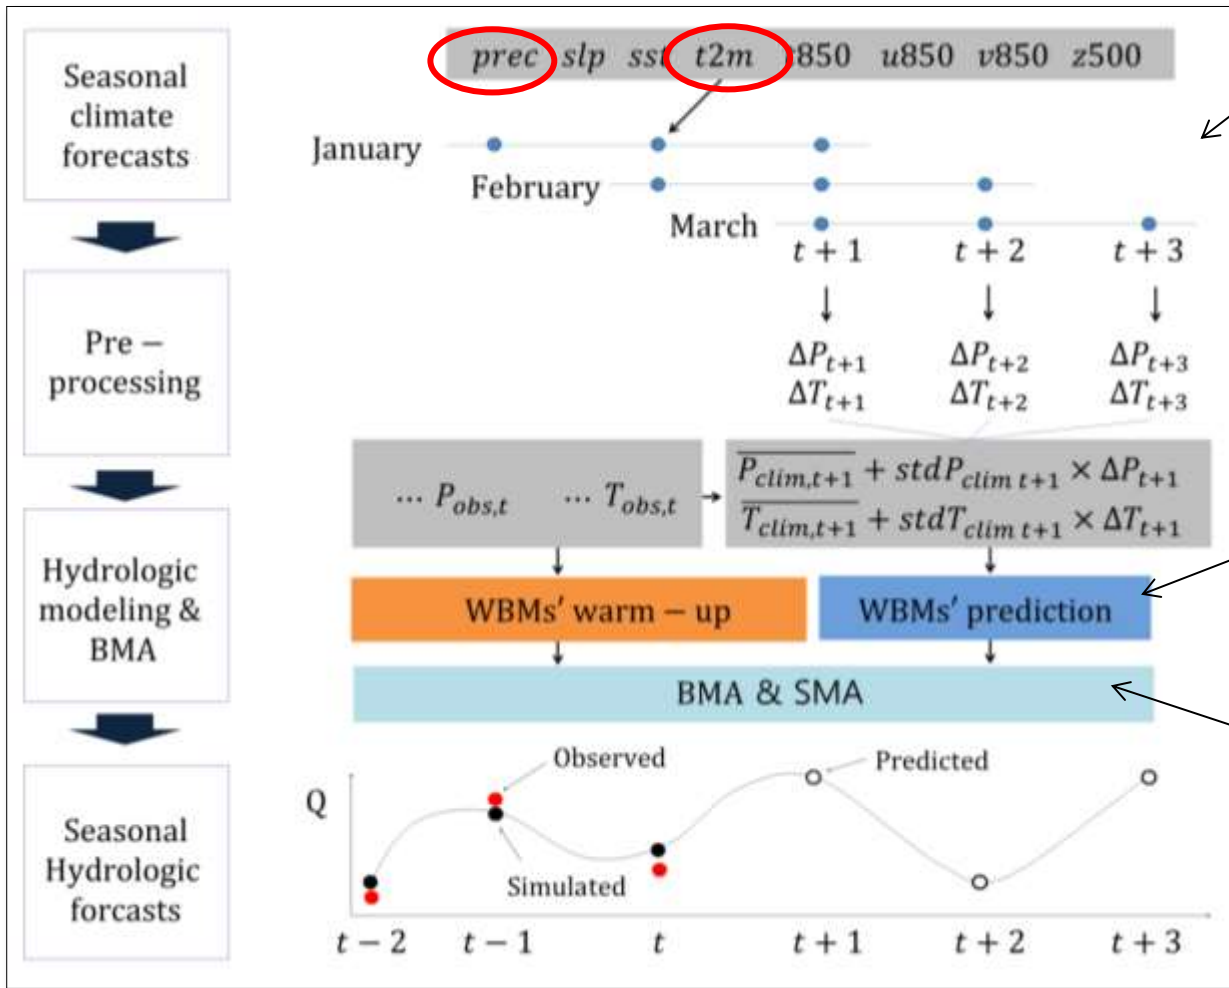 Seasonal
climate
forecasts
Pre −
processing
Hydrologic
modeling &
BMA
Seasonal
Hydrologic
forcasts
prec slp sst t2m t850 u850 v850 z500
January
February
March
t + 1 t + 2 t + 3
ΔP_{t+1} ΔP_{t+2} ΔP_{t+3}
ΔT_{t+1} ΔT_{t+2} ΔT_{t+3}
… P_{obs,t} … T_{obs,t}
\overline{P_{clim,t+1}} + stdP_{clim t+1} × ΔP_{t+1}
\overline{T_{clim,t+1}} + stdT_{clim t+1} × ΔT_{t+1}
WBMs′ warm − up
WBMs′ prediction
BMA & SMA
Observed
Predicted
Q
Simulated
t − 2 t − 1 t t + 1 t + 2 t + 3